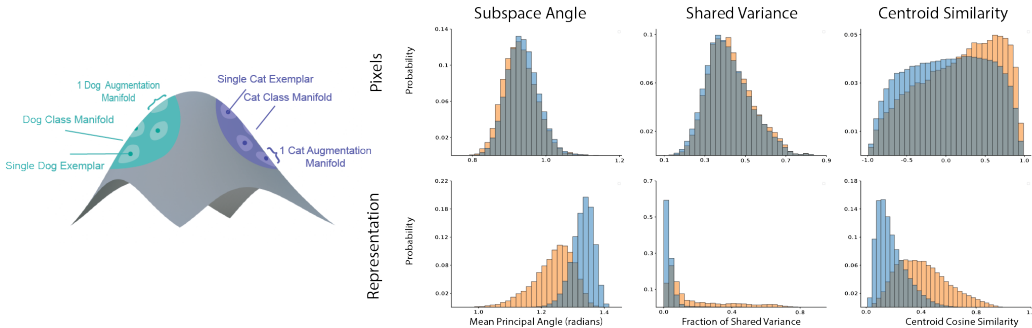 1 Dog Augmentation
Manifold
Dog Class Manifold
Single Dog Exemplar
Single Cat Exemplar
Cat Class Manifold
1 Cat Augmentation
Manifold
Subspace Angle
Shared Variance
Centroid Similarity
Pixels
Probability
0.14
0.1
0.06
0.02
0.8
1.0
1.2
0.1
0.06
0.02
0.1
0.3
0.5
0.7
0.9
0.05
0.03
0.01
-1.0
-0.5
0.0
0.5
1.0
Representation
Probability
0.22
0.18
0.12
0.08
0.02
1.0
1.2
1.4
Mean Principal Angle (radians)
0.7
0.5
0.3
0.1
0.0
0.4
0.8
Fraction of Shared Variance
0.18
0.14
0.1
0.06
0.02
0.0
0.4
0.8
Centroid Cosine Similarity